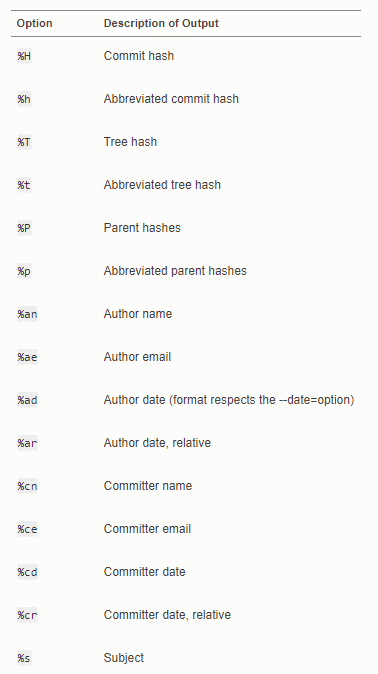 Option Description of Output
%H Commit hash
%h Abbreviated commit hash
%T Tree hash
%t Abbreviated tree hash
%P Parent hashes
%p Abbreviated parent hashes
%an Author name
%ae Author email
%ad Author date (format respects the --date=option)
%ar Author date, relative
%cn Committer name
%ce Committer email
%cd Committer date
%cr Committer date, relative
%s Subject